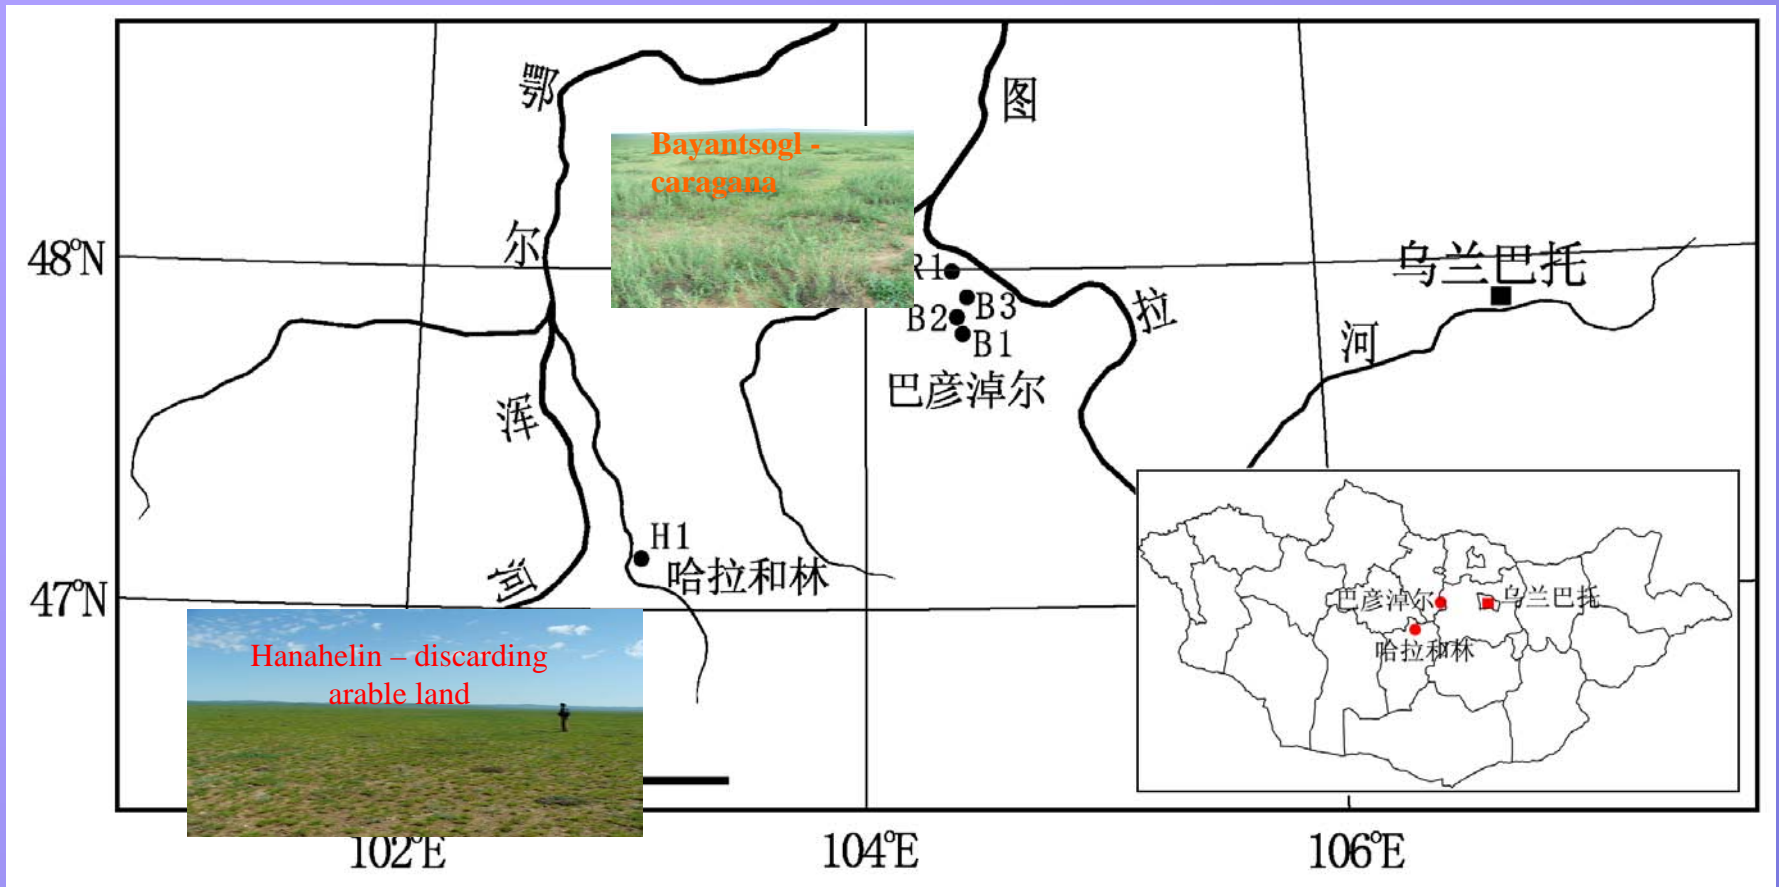 鄂
尔
浑
河
图
拉
河
Bayantsogl -
caragana
48°N
R1
B3
B2
B1
巴彦淖尔
乌兰巴托
H1
哈拉和林
47°N
Hanahelin – discarding
arable land
巴彦淖尔
乌兰巴托
哈拉和林
102°E
104°E
106°E